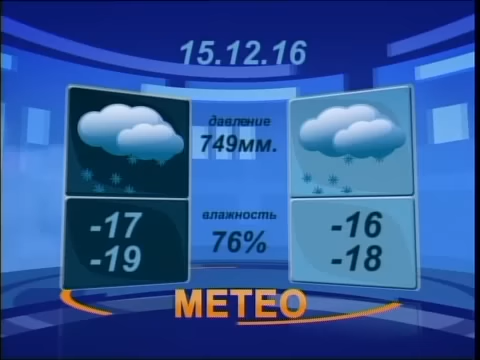 15.12.16
давление
749мм.
влажность
76%
-17
-19
-16
-18
МЕТЕО